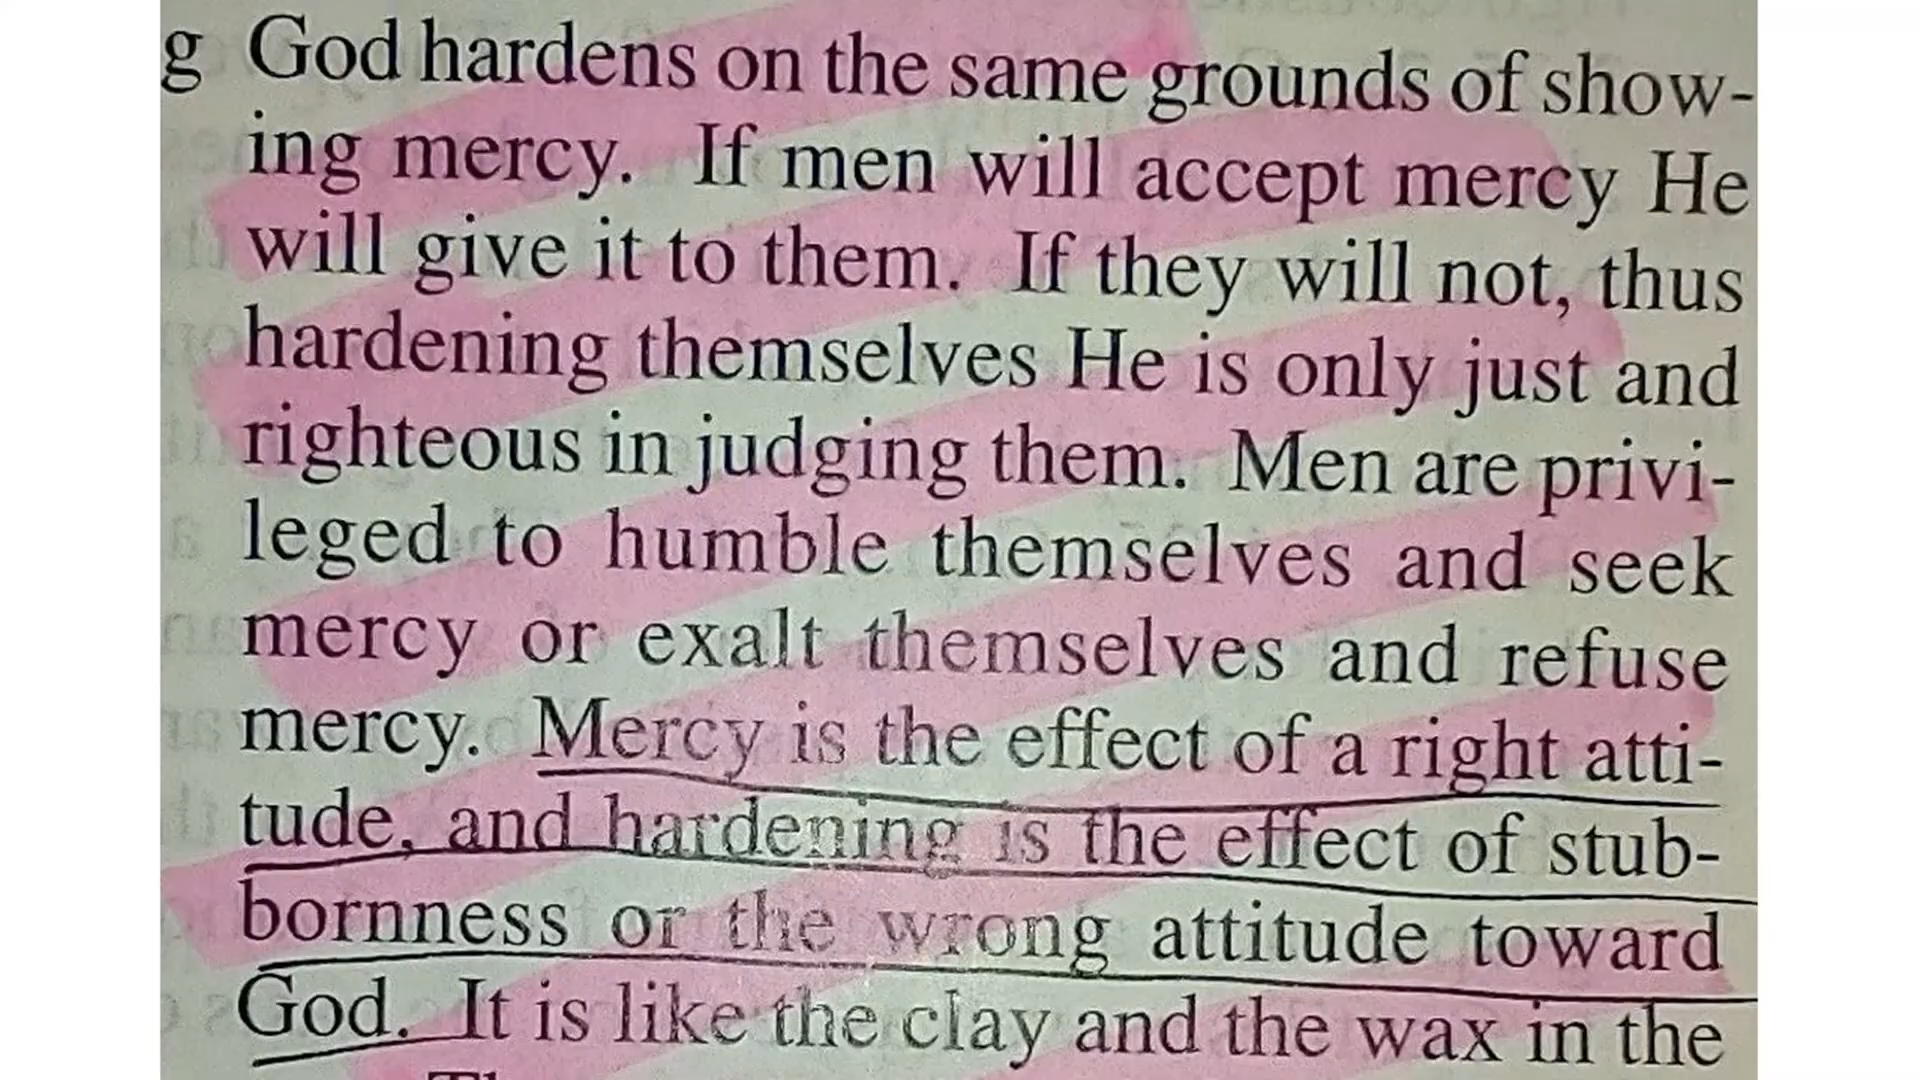 g God hardens on the same grounds of show-
ing mercy. If men will accept mercy He
will give it to them. If they will not, thus
hardening themselves He is only just and
righteous in judging them. Men are privi-
leged to humble themselves and seek
mercy or exalt themselves and refuse
mercy. Mercy is the effect of a right atti-
tude, and hardening is the effect of stub-
bornness or the wrong attitude toward
God. It is like the clay and the wax in the